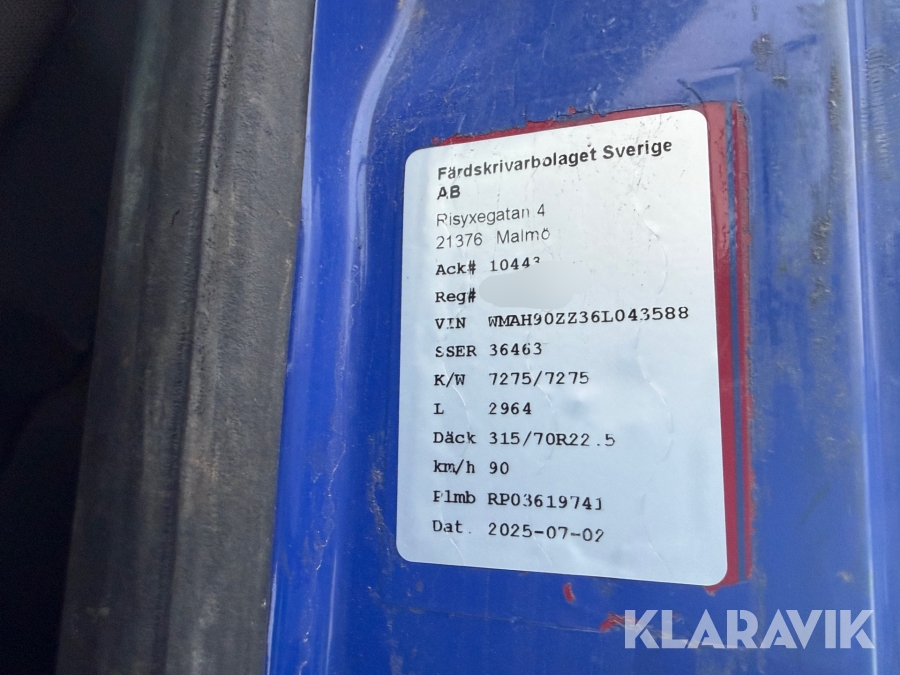 Färdskrivarbolaget Sverige
AB
Risyxegatan 4
21376 Malmö
Ack# 10443
Reg#
VIN WMAH90ZZ36L043588
SSER 36463
K/W 7275/7275
L 2964
Däck 315/70R22.5
km/h 90
Plmb RP03619741
Dat. 2025-07-02
KLARAVIK